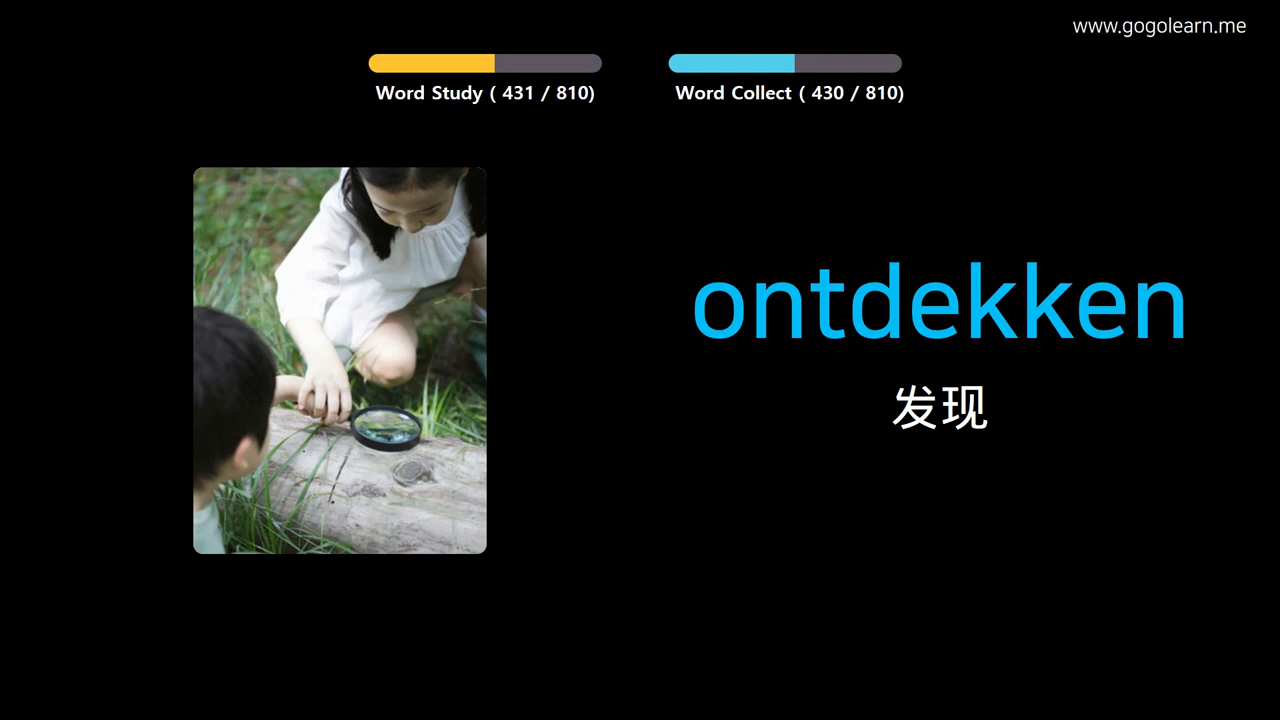 www.gogolearn.me
Word Study ( 431 / 810)
Word Collect ( 430 / 810)
ontdekken
发现